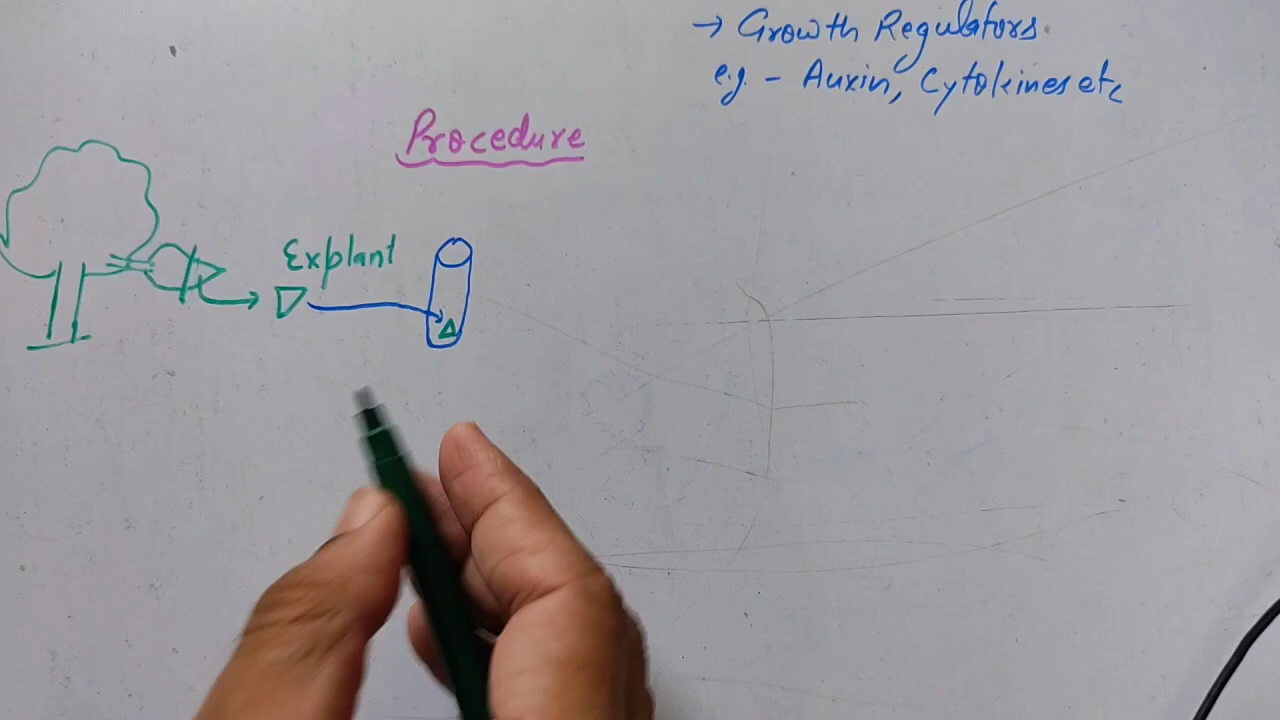 → Growth Regulators.
e.g. - Auxin, Cytokines etc
Procedure
Explant